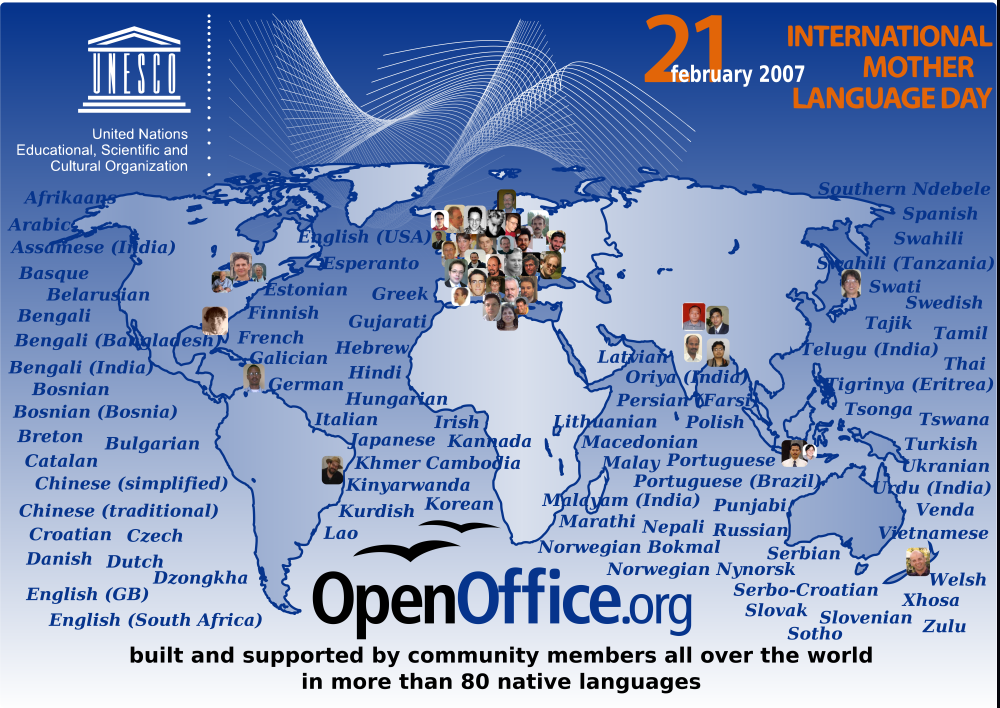 UNESCO
United Nations
Educational, Scientific and
Cultural Organization
21
february 2007
INTERNATIONAL
MOTHER
LANGUAGE DAY
Afrikaans
Arabic
Assamese (India)
Basque
Belarusian
Bengali
Bengali (Bangladesh)
Bengali (India)
Bosnian
Bosnian (Bosnia)
Breton
Bulgarian
Catalan
Chinese (simplified)
Chinese (traditional)
Croatian
Czech
Danish
Dutch
Dzongkha
English (GB)
English (South Africa)
English (USA)
Esperanto
Estonian
Finnish
French
Galician
German
Greek
Gujarati
Hebrew
Hindi
Hungarian
Italian
Irish
Japanese
Kannada
Khmer Cambodia
Kinyarwanda
Kurdish
Korean
Lao
Latvian
Oriya (India)
Persian (Farsi)
Lithuanian
Polish
Macedonian
Malay
Portuguese
Portuguese (Brazil)
Malayam (India)
Punjabi
Marathi
Nepali
Russian
Norwegian Bokmal
Serbian
Norwegian Nynorsk
Serbo-Croatian
Slovak
Slovenian
Sotho
Southern Ndebele
Spanish
Swahili
Swahili (Tanzania)
Swati
Swedish
Tajik
Tamil
Telugu (India)
Thai
Tigrinya (Eritrea)
Tsonga
Tswana
Turkish
Ukranian
Urdu (India)
Venda
Vietnamese
Welsh
Xhosa
Zulu
OpenOffice.org
built and supported by community members all over the world
in more than 80 native languages